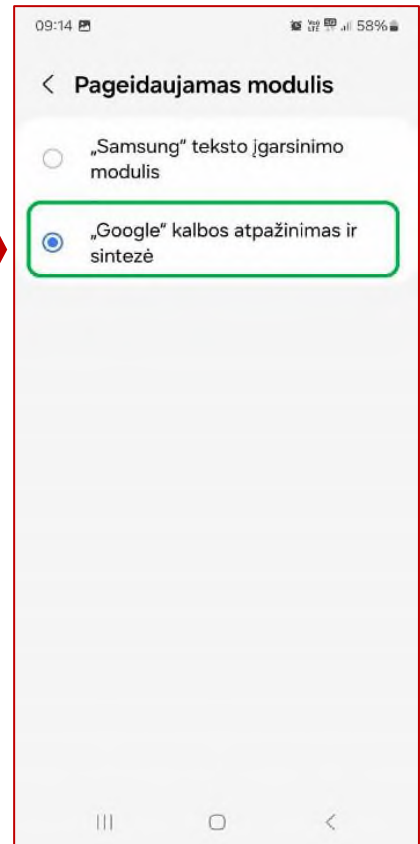 09:14 58%
Pageidaujamas modulis
„Samsung“ teksto įgarsinimo
modulis
„Google“ kalbos atpažinimas ir
sintezė